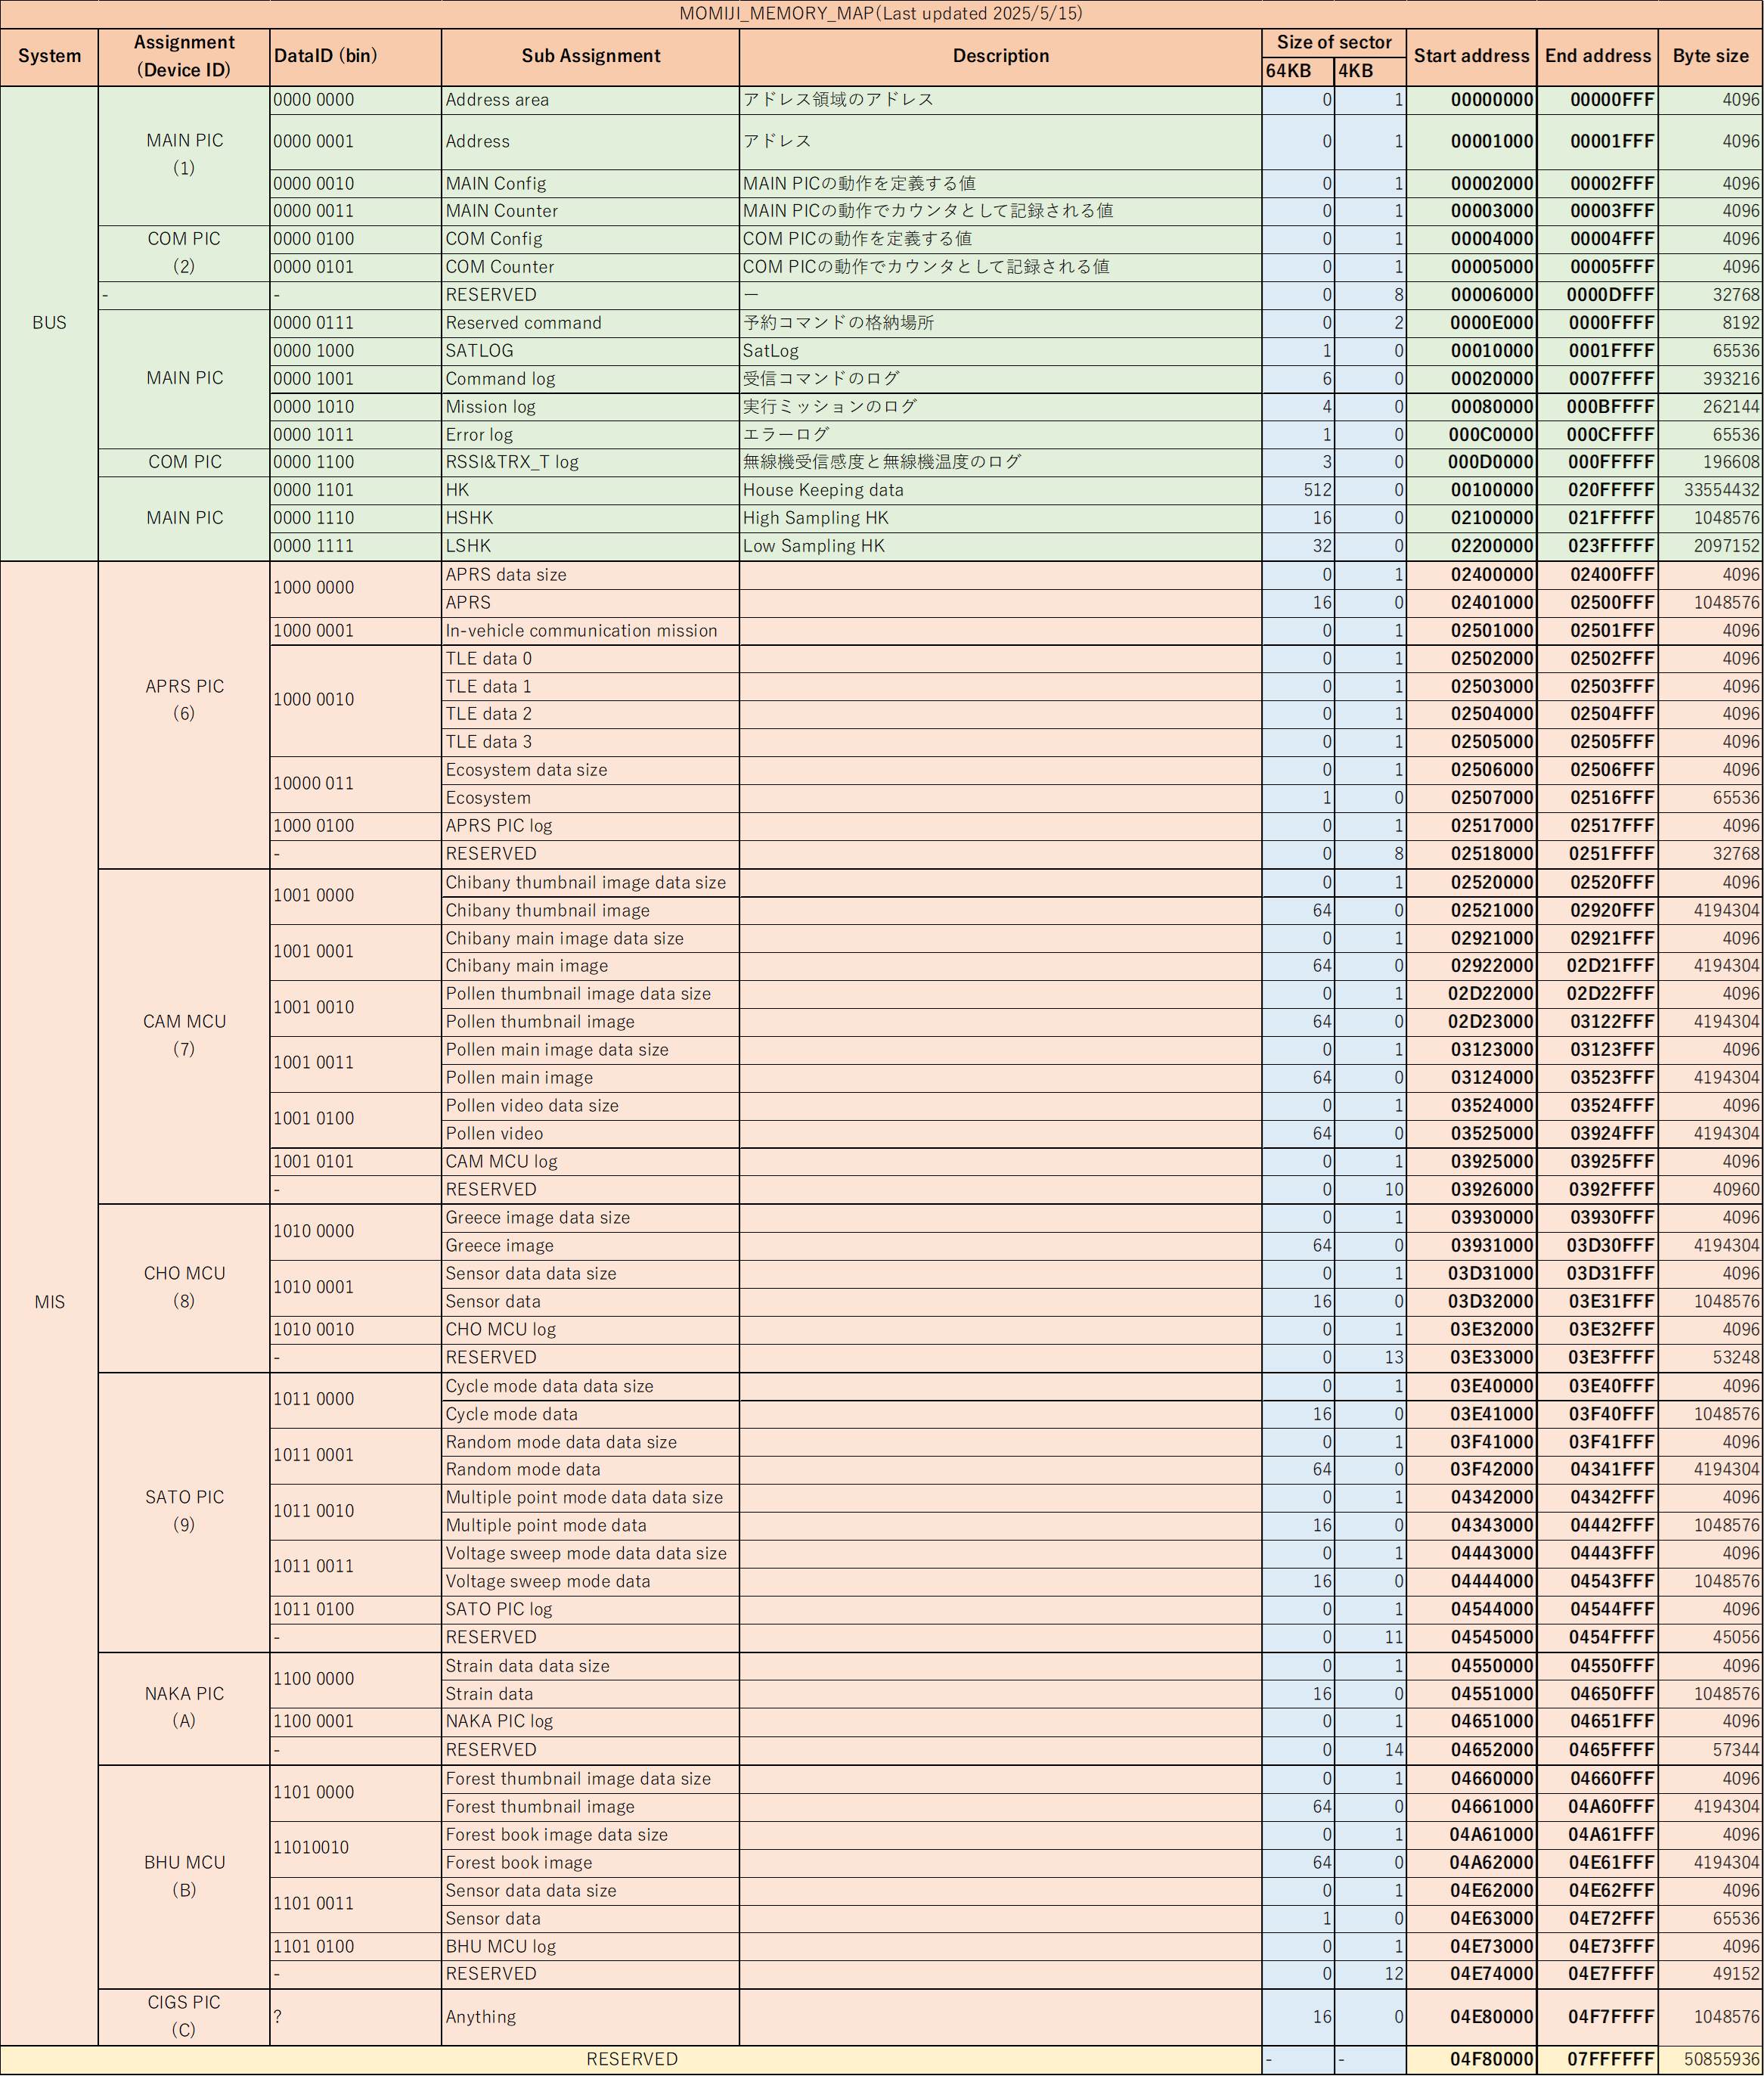 MOMIJI_MEMORY_MAP(Last updated 2025/5/15)
System Assignment (Device ID) DataID (bin) Sub Assignment Description Size of sector 64KB 4KB Start address End address Byte size
BUS
MAIN PIC (1)
0000 0000 Address area アドレス領域のアドレス 0 1 00000000 00000FFF 4096
0000 0001 Address アドレス 0 1 00001000 00001FFF 4096
0000 0010 MAIN Config MAIN PICの動作を定義する値 0 1 00002000 00002FFF 4096
0000 0011 MAIN Counter MAIN PICの動作でカウンタとして記録される値 0 1 00003000 00003FFF 4096
COM PIC (2)
0000 0100 COM Config COM PICの動作を定義する値 0 1 00004000 00004FFF 4096
0000 0101 COM Counter COM PICの動作でカウンタとして記録される値 0 1 00005000 00005FFF 4096
- - RESERVED ー 0 8 00006000 0000DFFF 32768
MAIN PIC
0000 0111 Reserved command 予約コマンドの格納場所 0 2 0000E000 0000FFFF 8192
0000 1000 SATLOG SatLog 1 0 00010000 0001FFFF 65536
0000 1001 Command log 受信コマンドのログ 6 0 00020000 0007FFFF 393216
0000 1010 Mission log 実行ミッションのログ 4 0 00080000 000BFFFF 262144
0000 1011 Error log エラーログ 1 0 000C0000 000CFFFF 65536
COM PIC 0000 1100 RSSI&TRX_T log 無線機受信感度と無線機温度のログ 3 0 000D0000 000FFFFF 196608
MAIN PIC
0000 1101 HK House Keeping data 512 0 00100000 020FFFFF 33554432
0000 1110 HSHK High Sampling HK 16 0 02100000 021FFFFF 1048576
0000 1111 LSHK Low Sampling HK 32 0 02200000 023FFFFF 2097152
MIS
APRS PIC (6)
1000 0000 APRS data size 0 1 02400000 02400FFF 4096
APRS 16 0 02401000 02500FFF 1048576
1000 0001 In-vehicle communication mission 0 1 02501000 02501FFF 4096
1000 0010 TLE data 0 0 1 02502000 02502FFF 4096
TLE data 1 0 1 02503000 02503FFF 4096
TLE data 2 0 1 02504000 02504FFF 4096
TLE data 3 0 1 02505000 02505FFF 4096
10000 011 Ecosystem data size 0 1 02506000 02506FFF 4096
Ecosystem 1 0 02507000 02516FFF 65536
1000 0100 APRS PIC log 0 1 02517000 02517FFF 4096
- RESERVED 0 8 02518000 0251FFFF 32768
CAM MCU (7)
1001 0000 Chibany thumbnail image data size 0 1 02520000 02520FFF 4096
Chibany thumbnail image 64 0 02521000 02920FFF 4194304
1001 0001 Chibany main image data size 0 1 02921000 02921FFF 4096
Chibany main image 64 0 02922000 02D21FFF 4194304
1001 0010 Pollen thumbnail image data size 0 1 02D22000 02D22FFF 4096
Pollen thumbnail image 64 0 02D23000 03122FFF 4194304
1001 0011 Pollen main image data size 0 1 03123000 03123FFF 4096
Pollen main image 64 0 03124000 03523FFF 4194304
1001 0100 Pollen video data size 0 1 03524000 03524FFF 4096
Pollen video 64 0 03525000 03924FFF 4194304
1001 0101 CAM MCU log 0 1 03925000 03925FFF 4096
- RESERVED 0 10 03926000 0392FFFF 40960
CHO MCU (8)
1010 0000 Greece image data size 0 1 03930000 03930FFF 4096
Greece image 64 0 03931000 03D30FFF 4194304
1010 0001 Sensor data data size 0 1 03D31000 03D31FFF 4096
Sensor data 16 0 03D32000 03E31FFF 1048576
1010 0010 CHO MCU log 0 1 03E32000 03E32FFF 4096
- RESERVED 0 13 03E33000 03E3FFFF 53248
SATO PIC (9)
1011 0000 Cycle mode data data size 0 1 03E40000 03E40FFF 4096
Cycle mode data 16 0 03E41000 03F40FFF 1048576
1011 0001 Random mode data data size 0 1 03F41000 03F41FFF 4096
Random mode data 64 0 03F42000 04341FFF 4194304
1011 0010 Multiple point mode data data size 0 1 04342000 04342FFF 4096
Multiple point mode data 16 0 04343000 04442FFF 1048576
1011 0011 Voltage sweep mode data data size 0 1 04443000 04443FFF 4096
Voltage sweep mode data 16 0 04444000 04543FFF 1048576
1011 0100 SATO PIC log 0 1 04544000 04544FFF 4096
- RESERVED 0 11 04545000 0454FFFF 45056
NAKA PIC (A)
1100 0000 Strain data data size 0 1 04550000 04550FFF 4096
Strain data 16 0 04551000 04650FFF 1048576
1100 0001 NAKA PIC log 0 1 04651000 04651FFF 4096
- RESERVED 0 14 04652000 0465FFFF 57344
BHU MCU (B)
1101 0000 Forest thumbnail image data size 0 1 04660000 04660FFF 4096
Forest thumbnail image 64 0 04661000 04A60FFF 4194304
11010010 Forest book image data size 0 1 04A61000 04A61FFF 4096
Forest book image 64 0 04A62000 04E61FFF 4194304
1101 0011 Sensor data data size 0 1 04E62000 04E62FFF 4096
Sensor data 1 0 04E63000 04E72FFF 65536
1101 0100 BHU MCU log 0 1 04E73000 04E73FFF 4096
- RESERVED 0 12 04E74000 04E7FFFF 49152
CIGS PIC (C) ? Anything 16 0 04E80000 04F7FFFF 1048576
RESERVED - - 04F80000 07FFFFFF 50855936